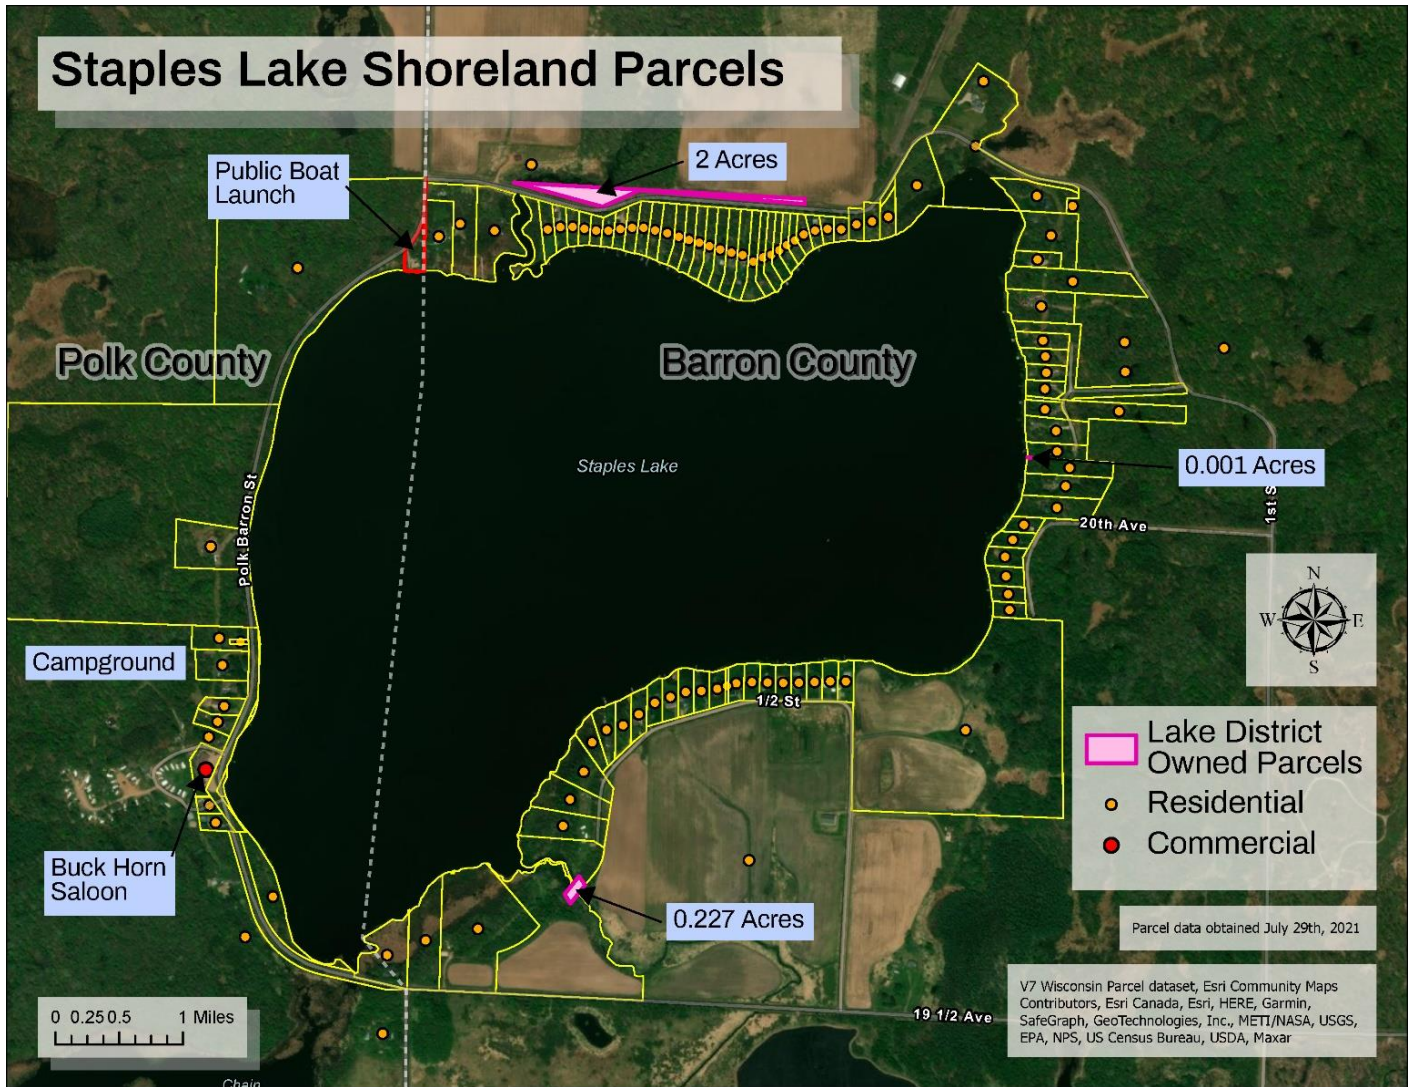 Staples Lake Shoreland Parcels
Public Boat
Launch
2 Acres
Polk County
Barron County
Staples Lake
0.001 Acres
Polk Barron St
1st S
20th Ave
N
W
E
S
Campground
1/2 St
Lake District
Owned Parcels
Residential
Commercial
Buck Horn
Saloon
0.227 Acres
Parcel data obtained July 29th, 2021
V7 Wisconsin Parcel dataset, Esri Community Maps
Contributors, Esri Canada, Esri, HERE, Garmin,
SafeGraph, GeoTechnologies, Inc., METI/NASA, USGS,
EPA, NPS, US Census Bureau, USDA, Maxar
0 0.25 0.5 1 Miles
19 1/2 Ave
Chain